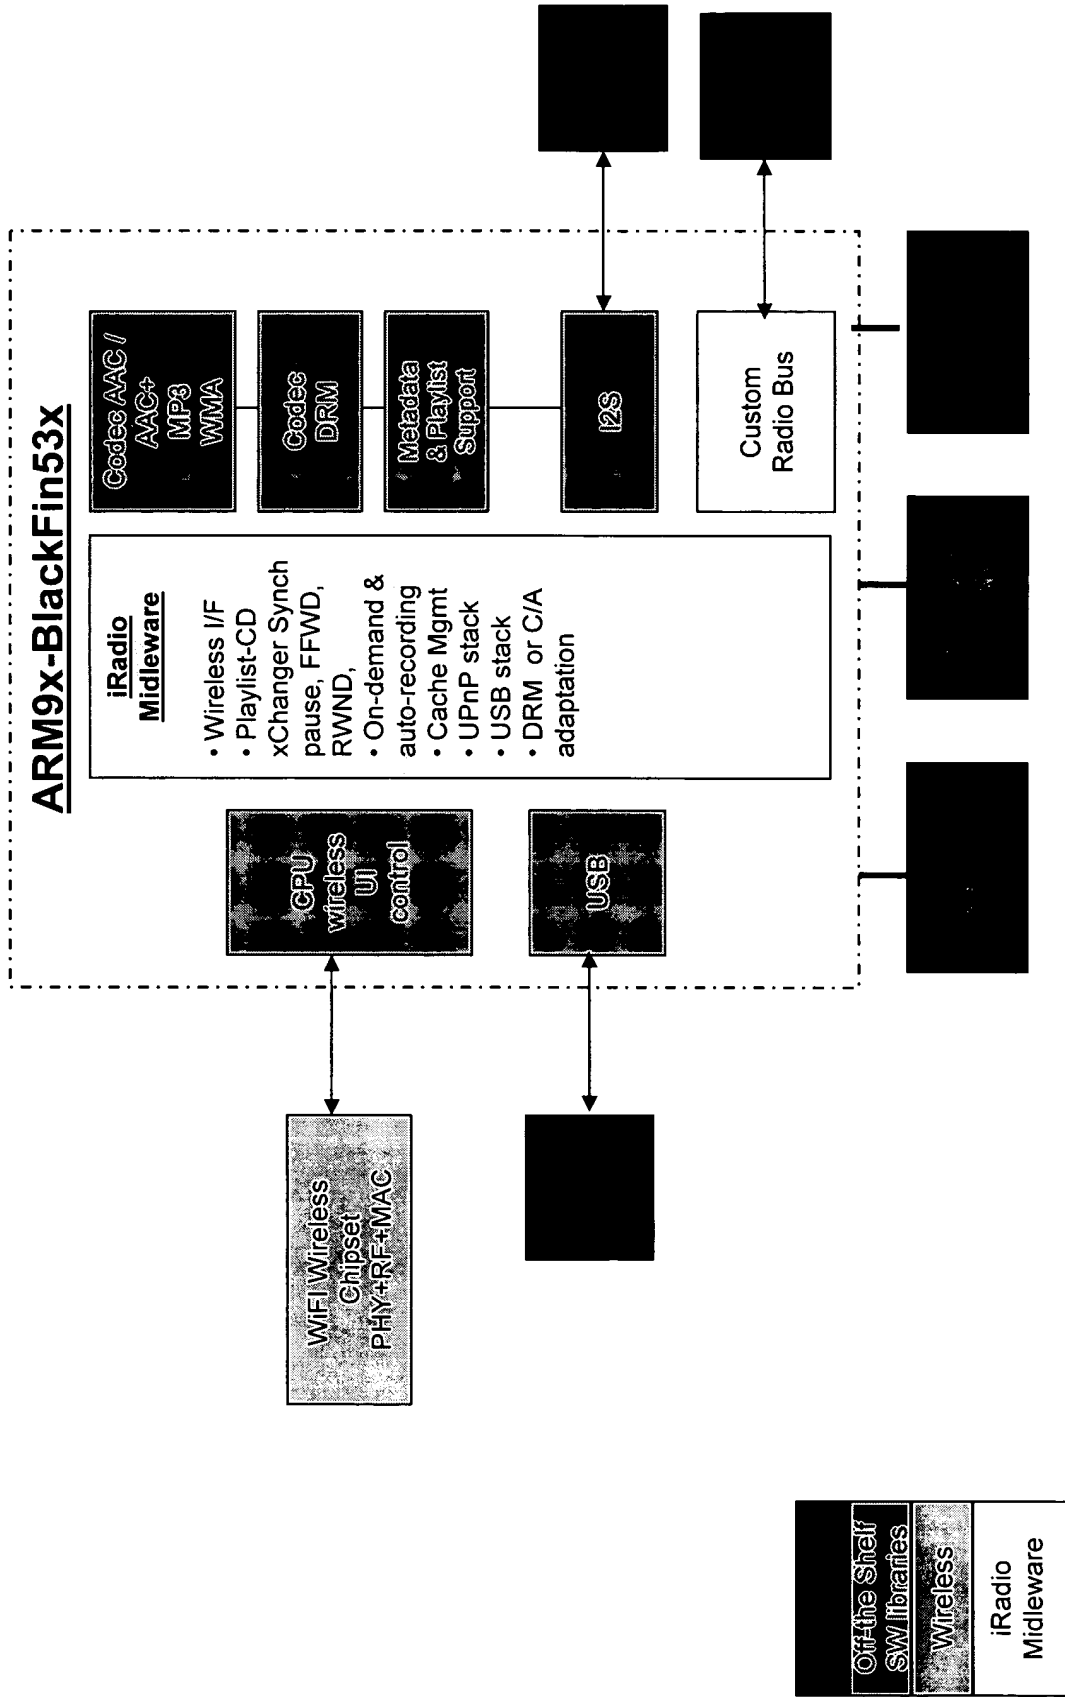 ARM9x-BlackFin53x
WiFI Wireless
Chipset
PHY+RF+MAC
CPU
wireless
UI
control
USB
iRadio
Midleware
• Wireless I/F
• Playlist-CD
xChanger Synch
pause, FFWD,
RWND,
• On-demand &
auto-recording
• Cache Mgmt
• UPnP stack
• USB stack
• DRM or C/A
adaptation
Codec AAC /
AAC+
MP3
WMA
Codec
DRM
Metadata
& Playlist
Support
I2S
Custom
Radio Bus
Off-the Shelf
SW libraries
Wireless
iRadio
Midleware